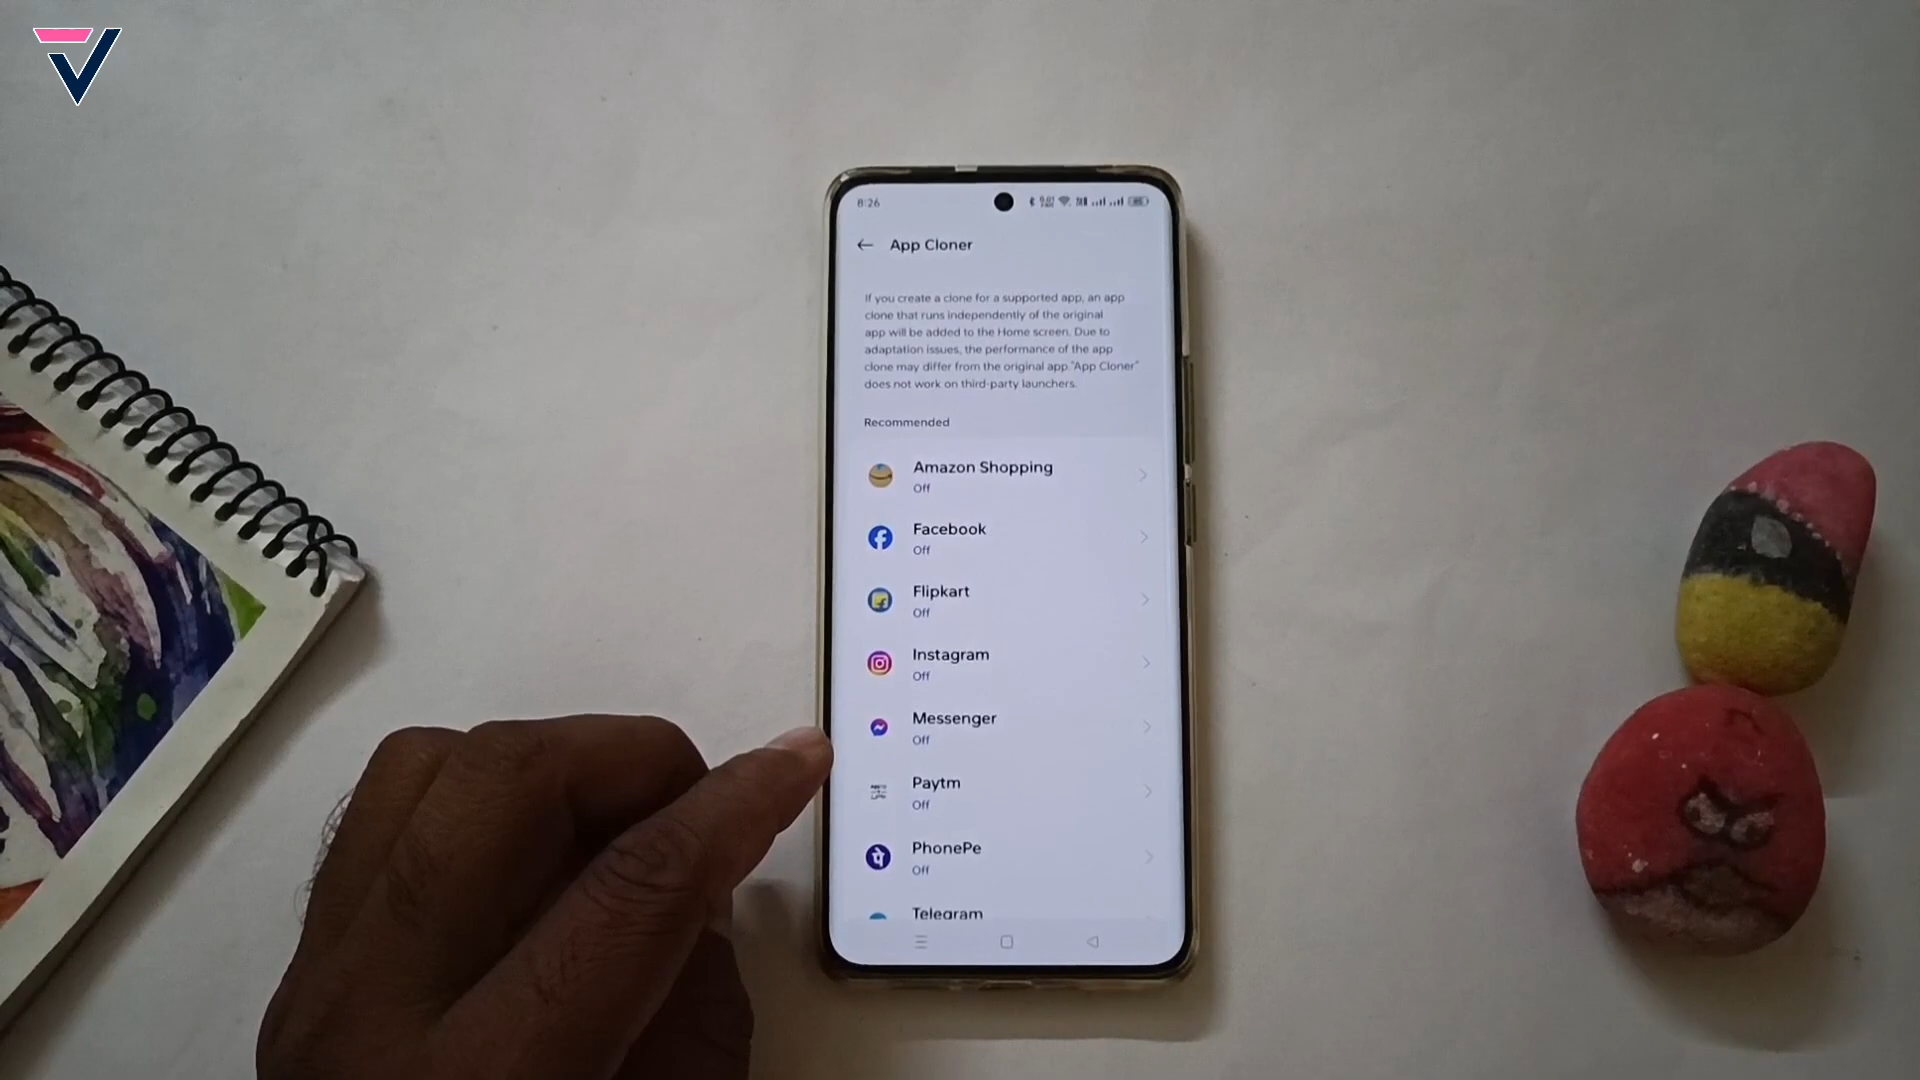 8:26
App Cloner
If you create a clone for a supported app, an app
clone that runs independently of the original
app will be added to the Home screen. Due to
adaptation issues, the performance of the app
clone may differ from the original app."App Cloner"
does not work on third-party launchers.
Recommended
Amazon Shopping
Off
Facebook
Off
Flipkart
Off
Instagram
Off
Messenger
Off
Paytm
Off
PhonePe
Off
Telegram